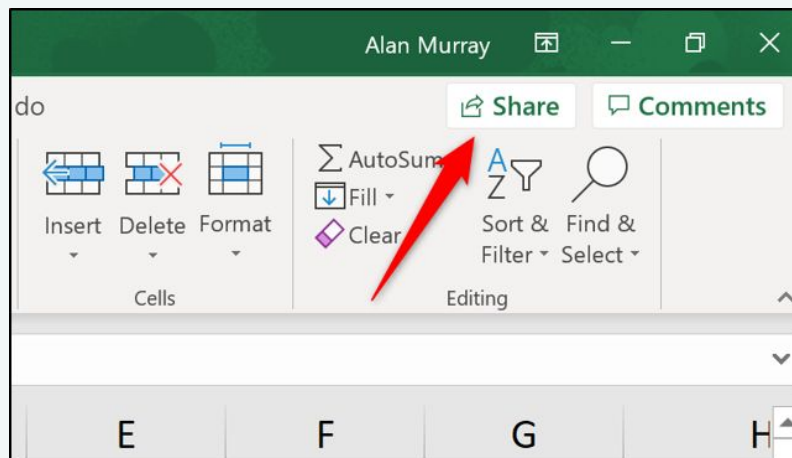 Alan Murray
do
Share
Comments
Insert
Delete
Format
Cells
AutoSum
Fill
Clear
A
Z
Sort &
Filter
Find &
Select
Editing
E
F
G
H